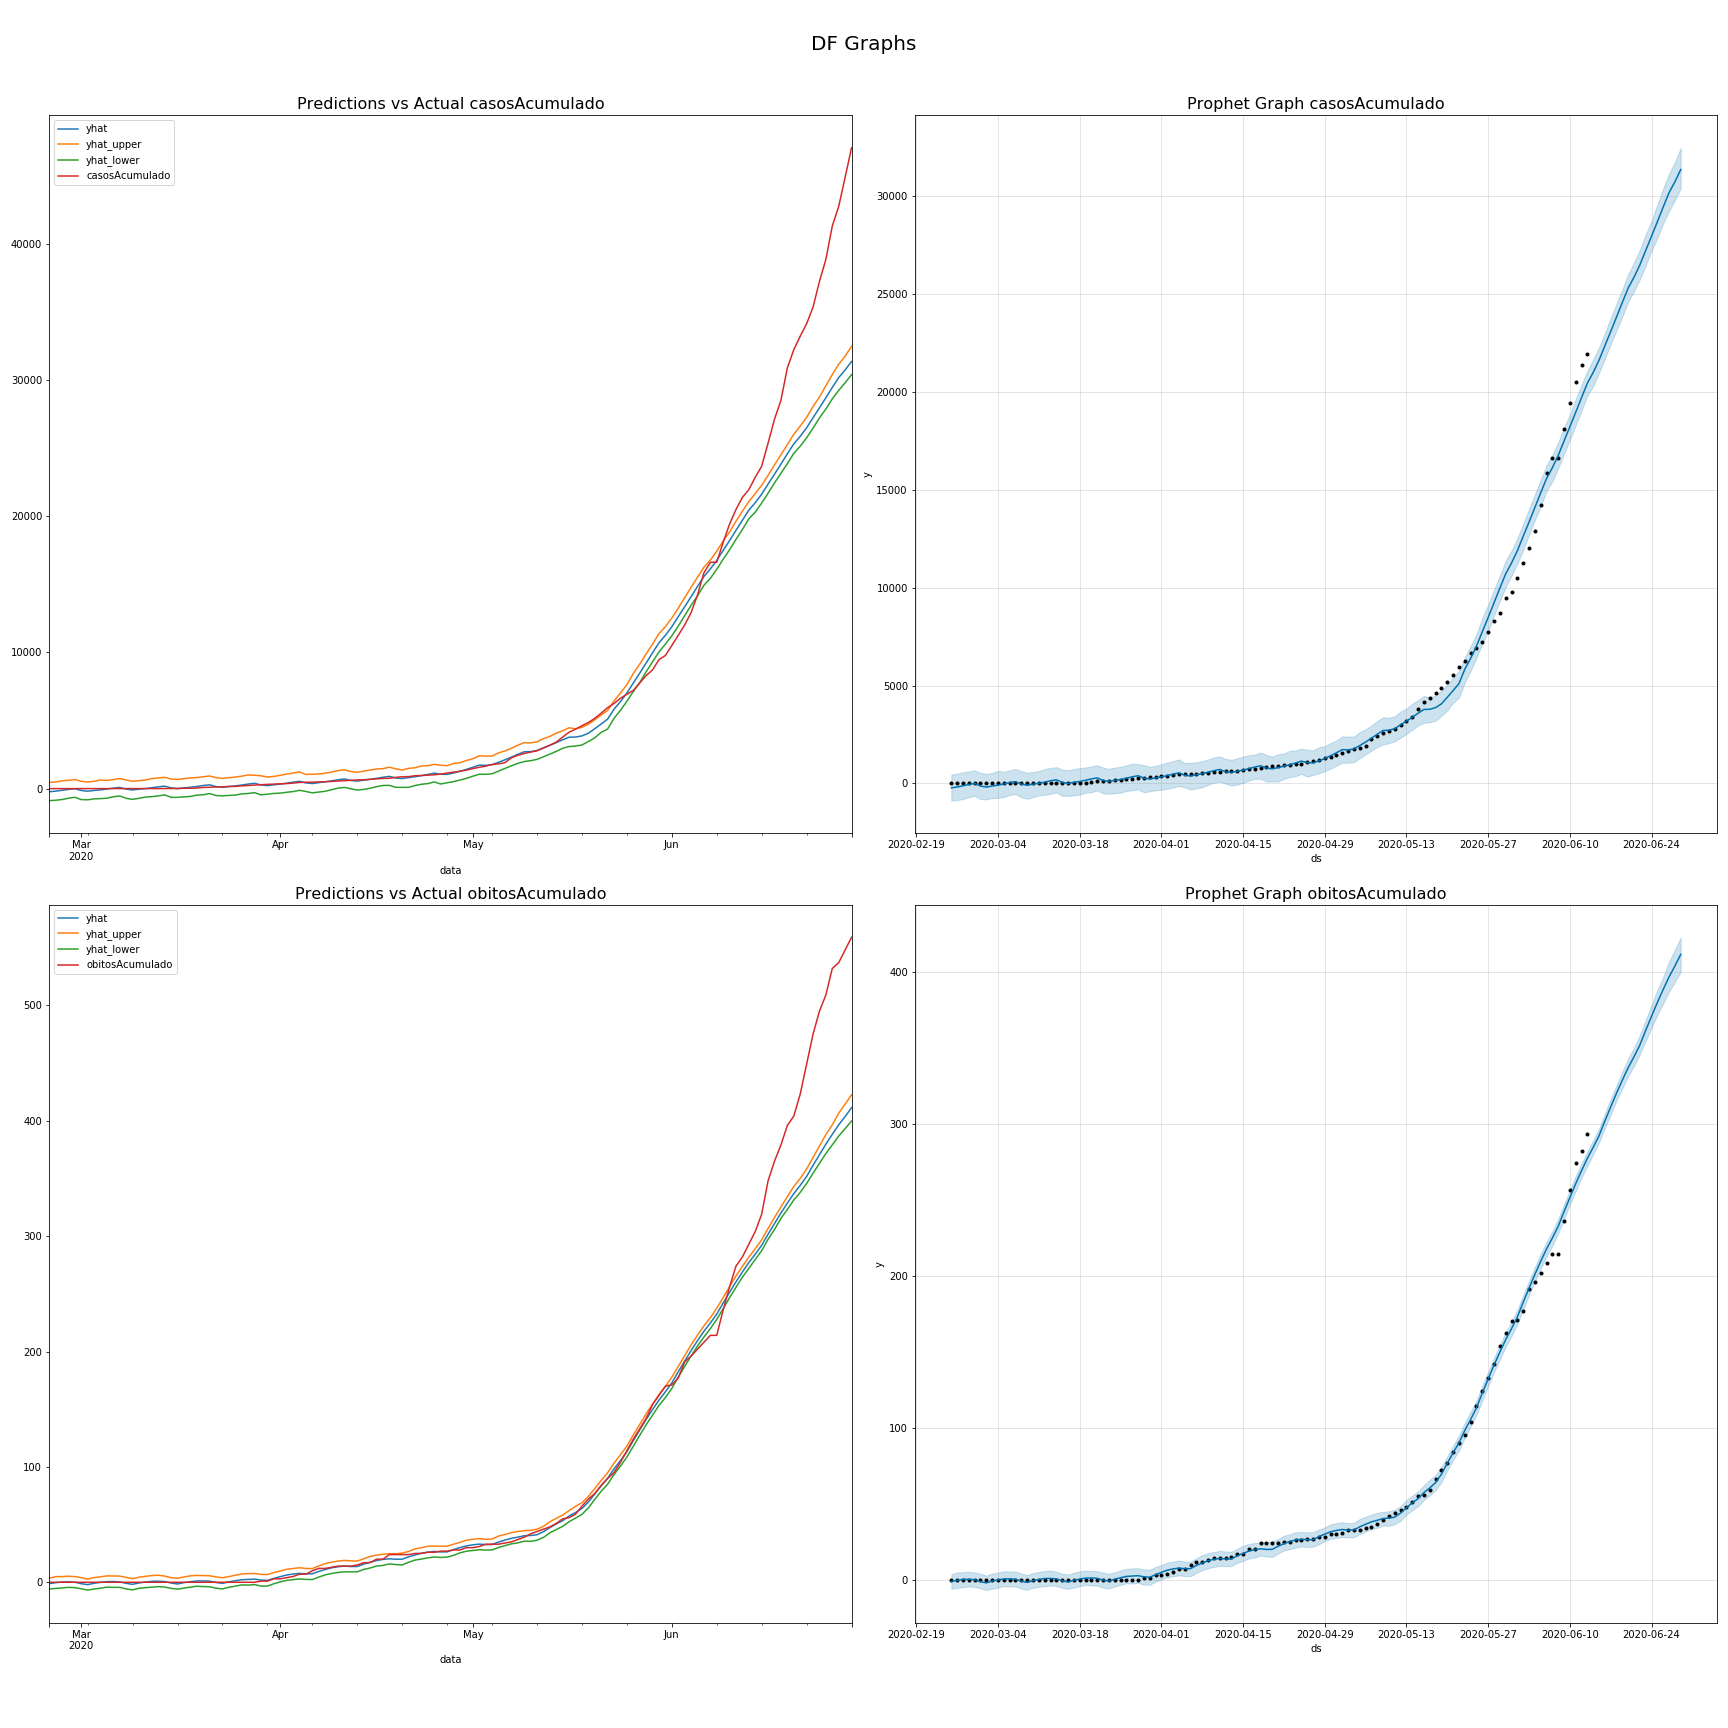 DF Graphs
Predictions vs Actual casosAcumulado
yhat
yhat_upper
yhat_lower
casosAcumulado
40000
30000
20000
10000
0
Mar
2020
Apr
May
Jun
data
Prophet Graph casosAcumulado
30000
25000
20000
15000
10000
5000
0
y
2020-02-19
2020-03-04
2020-03-18
2020-04-01
2020-04-15
2020-04-29
2020-05-13
2020-05-27
2020-06-10
2020-06-24
ds
Predictions vs Actual obitosAcumulado
yhat
yhat_upper
yhat_lower
obitosAcumulado
500
400
300
200
100
0
Mar
2020
Apr
May
Jun
data
Prophet Graph obitosAcumulado
400
300
200
100
0
y
2020-02-19
2020-03-04
2020-03-18
2020-04-01
2020-04-15
2020-04-29
2020-05-13
2020-05-27
2020-06-10
2020-06-24
ds